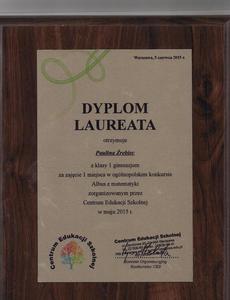 Warszawa, 5 czerwca 2015 r.
DYPLOM
LAUREATA
otrzymuje
Paulina Źrebiec
z klasy 1 gimnazjum
za zajęcie 1 miejsca w ogólnopolskim konkursie
Albus z matematyki
zorganizowanym przez
Centrum Edukacji Szkolnej
w maju 2015 r.
Centrum Edukacji Szkolnej
Centrum Edukacji Szkolnej